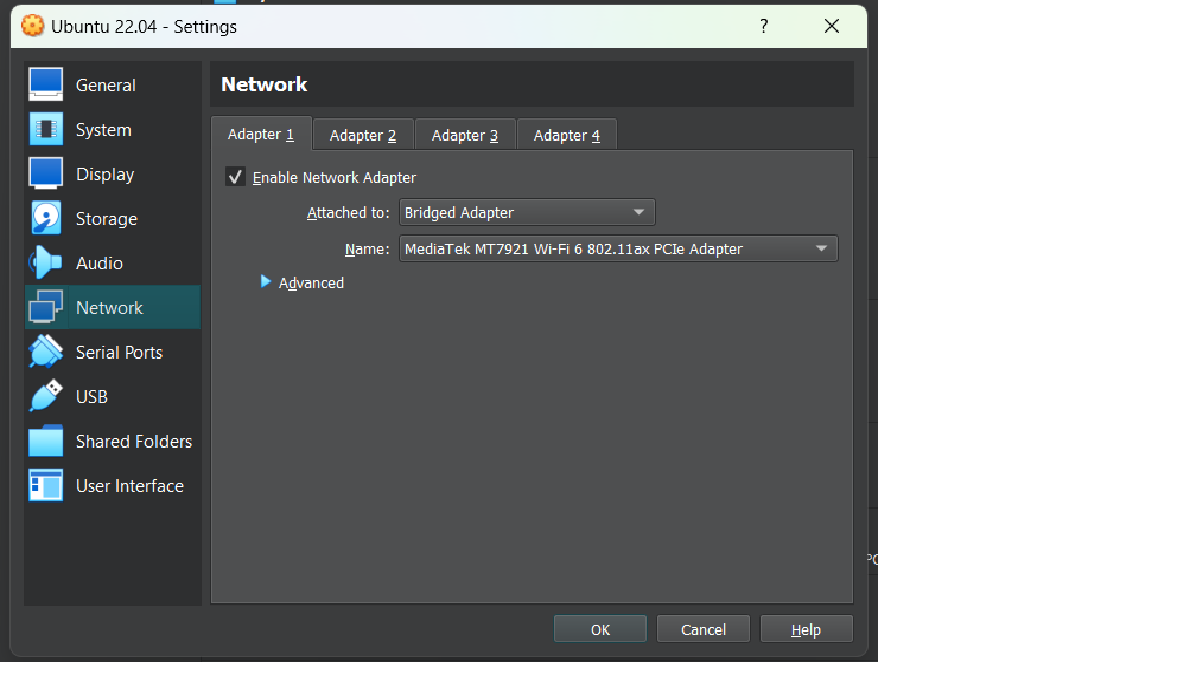 Ubuntu 22.04 - Settings
?
General
System
Display
Storage
Audio
Network
Serial Ports
USB
Shared Folders
User Interface
Network
Adapter 1 Adapter 2 Adapter 3 Adapter 4
Enable Network Adapter
Attached to: Bridged Adapter
Name: MediaTek MT7921 Wi-Fi 6 802.11ax PCIe Adapter
Advanced
OK Cancel Help